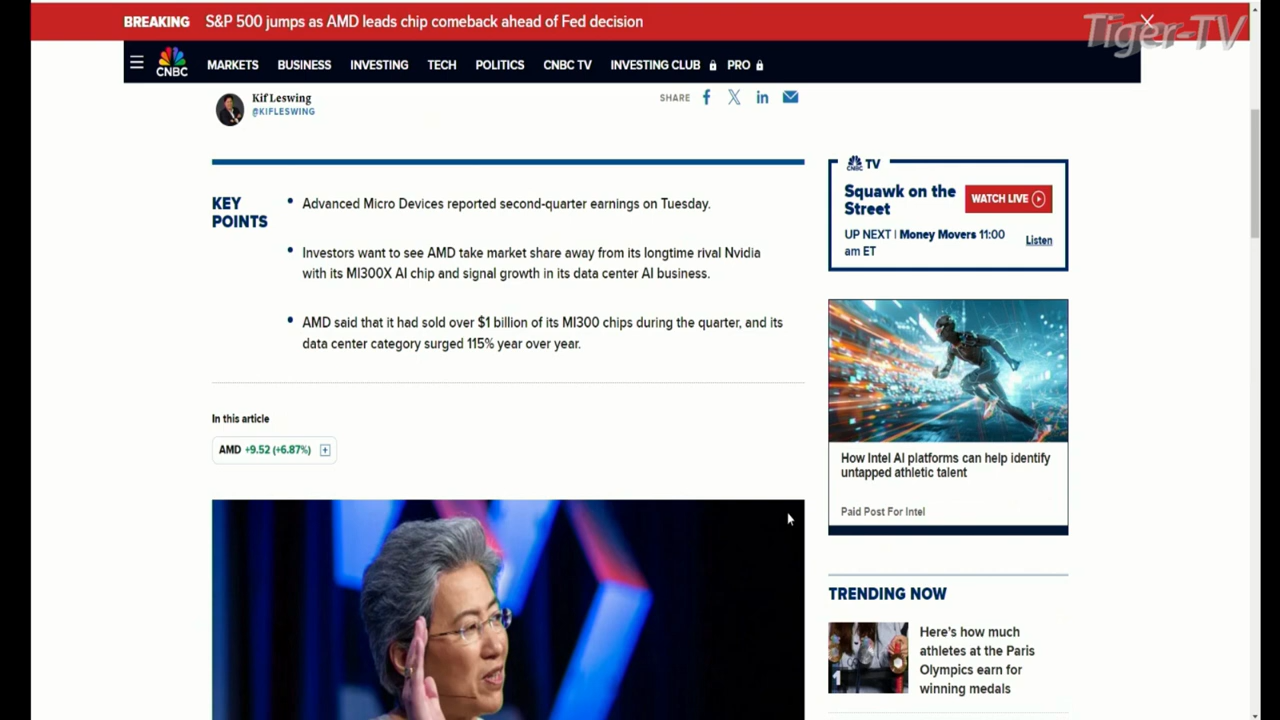 BREAKING S&P 500 jumps as AMD leads chip comeback ahead of Fed decision
Tiger-TV
CNBC
MARKETS BUSINESS INVESTING TECH POLITICS CNBC TV INVESTING CLUB PRO
Kif Leswing
@KIFLESWING
SHARE
KEY
POINTS
Advanced Micro Devices reported second-quarter earnings on Tuesday.
Investors want to see AMD take market share away from its longtime rival Nvidia
with its MI300X AI chip and signal growth in its data center AI business.
AMD said that it had sold over $1 billion of its MI300 chips during the quarter, and its
data center category surged 115% year over year.
In this article
AMD +9.52 (+6.87%)
CNBC TV
Squawk on the
Street
WATCH LIVE
UP NEXT | Money Movers 11:00
am ET
Listen
How Intel AI platforms can help identify
untapped athletic talent
Paid Post For Intel
TRENDING NOW
1
Here's how much
athletes at the Paris
Olympics earn for
winning medals